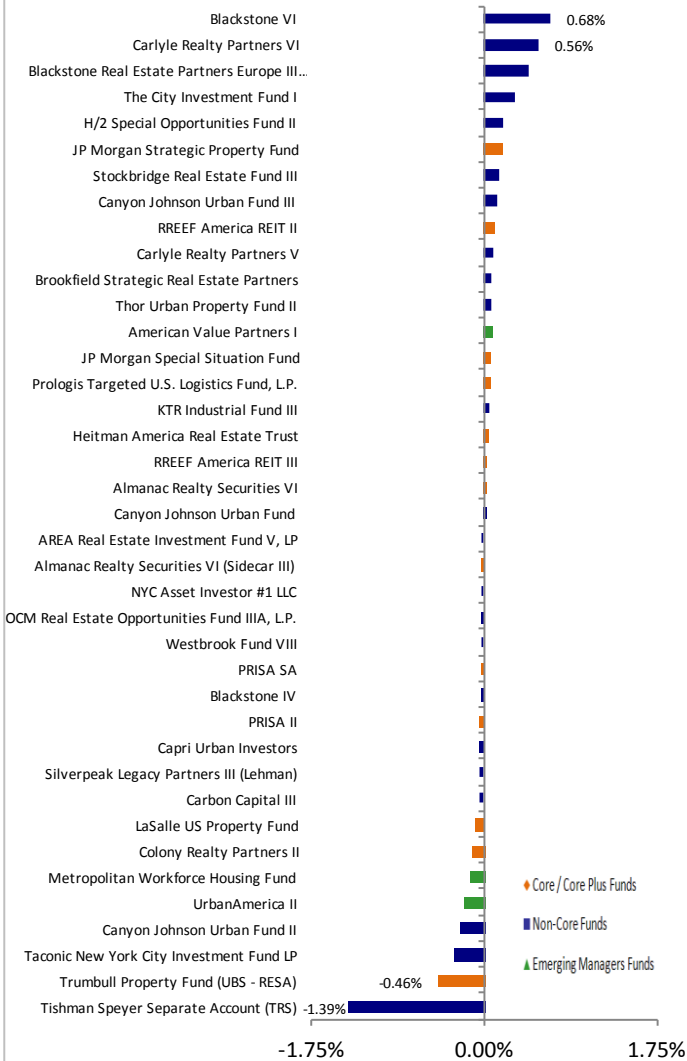 Blackstone VI
0.68%
Carlyle Realty Partners VI
0.56%
Blackstone Real Estate Partners Europe III...
The City Investment Fund I
H/2 Special Opportunities Fund II
JP Morgan Strategic Property Fund
Stockbridge Real Estate Fund III
Canyon Johnson Urban Fund III
RREEF America REIT II
Carlyle Realty Partners V
Brookfield Strategic Real Estate Partners
Thor Urban Property Fund II
American Value Partners I
JP Morgan Special Situation Fund
Prologis Targeted U.S. Logistics Fund, L.P.
KTR Industrial Fund III
Heitman America Real Estate Trust
RREEF America REIT III
Almanac Realty Securities VI
Canyon Johnson Urban Fund
AREA Real Estate Investment Fund V, LP
Almanac Realty Securities VI (Sidecar III)
NYC Asset Investor #1 LLC
OCM Real Estate Opportunities Fund IIIA, L.P.
Westbrook Fund VIII
PRISA SA
Blackstone IV
PRISA II
Capri Urban Investors
Silverpeak Legacy Partners III (Lehman)
Carbon Capital III
LaSalle US Property Fund
Colony Realty Partners II
Metropolitan Workforce Housing Fund
UrbanAmerica II
Canyon Johnson Urban Fund II
Taconic New York City Investment Fund LP
Trumbull Property Fund (UBS - RESA)
-0.46%
Tishman Speyer Separate Account (TRS)
-1.39%
Core / Core Plus Funds
Non-Core Funds
Emerging Managers Funds
-1.75%
0.00%
1.75%